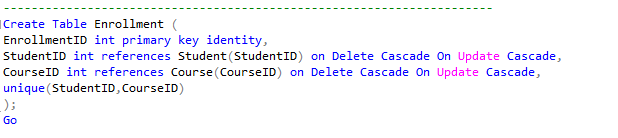 ----------------------------------------------------------------------
Create Table Enrollment (
EnrollmentID int primary key identity,
StudentID int references Student(StudentID) on Delete Cascade On Update Cascade,
CourseID int references Course(CourseID) on Delete Cascade On Update Cascade,
unique(StudentID,CourseID)
);
Go